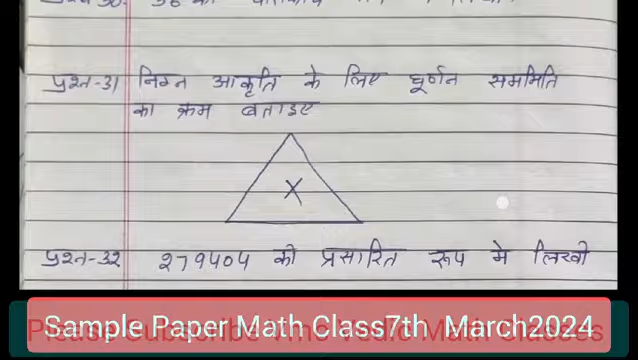 प्रश्न-31 निम्न आकृति के लिए घूर्णन सममिति
का क्रम बताइए
X
प्रश्न-32 279404 को प्रसारित रूप मे लिखो
Sample Paper Math Class7th March2024